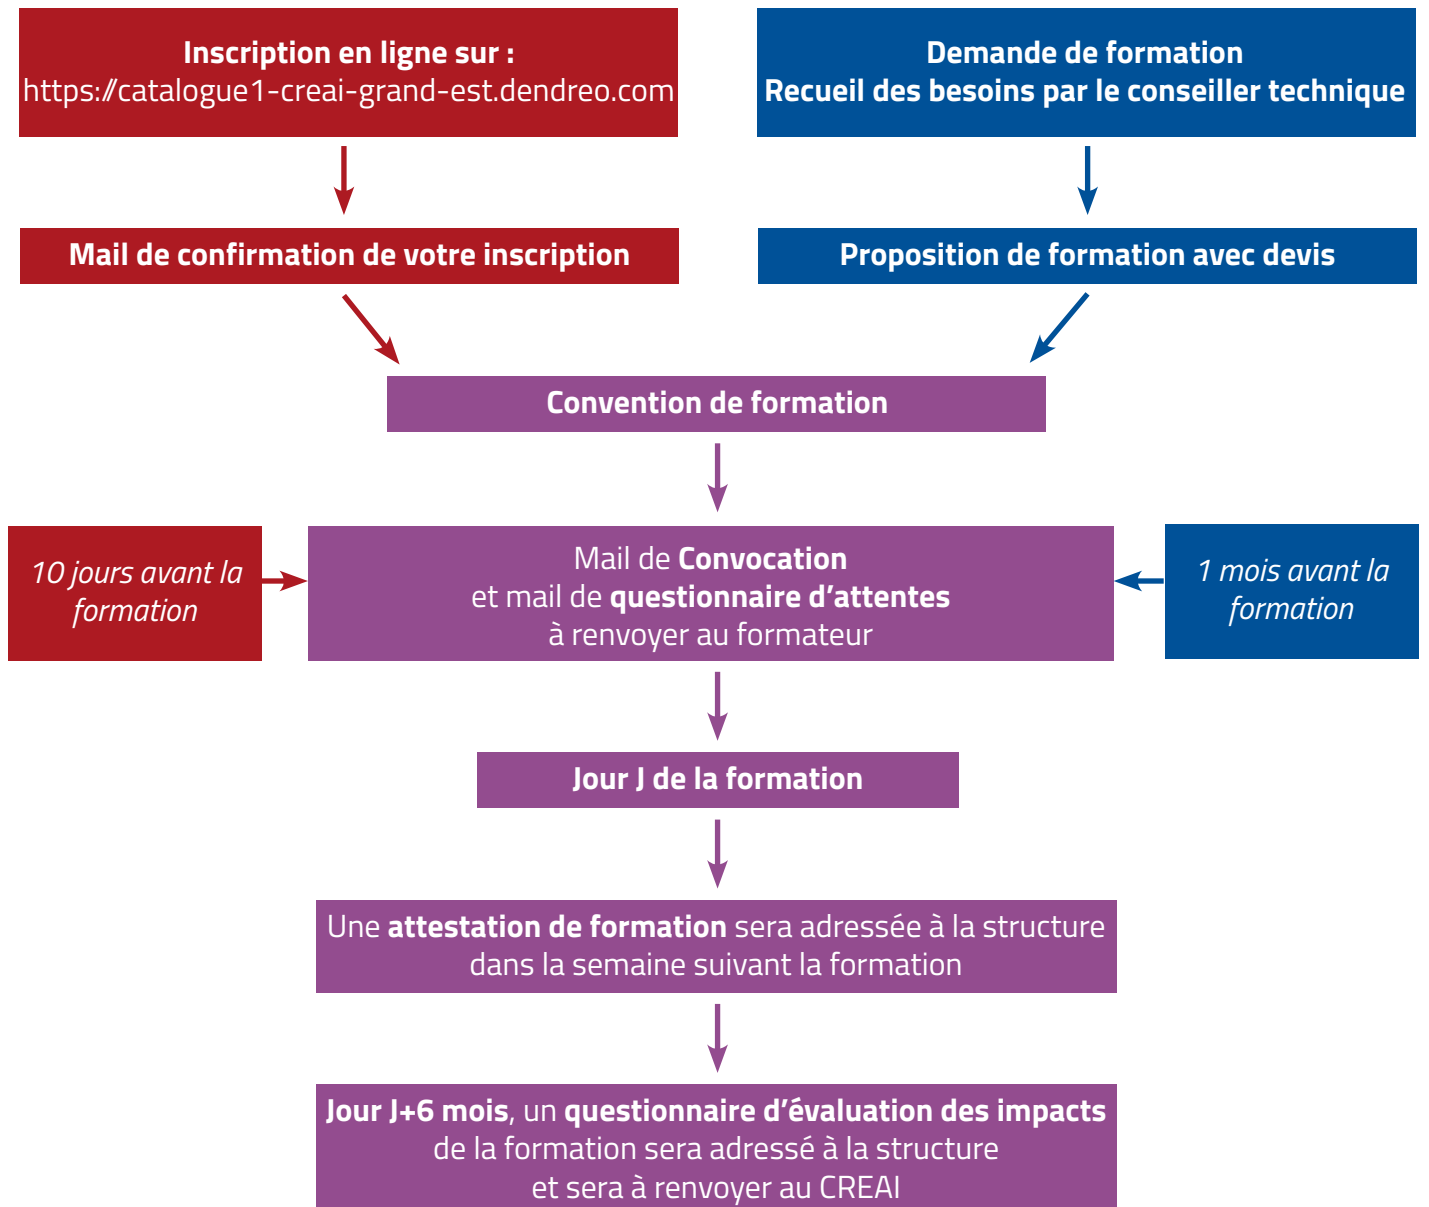 Inscription en ligne sur :
https://catalogue1-creai-grand-est.dendreo.com
Demande de formation
Recueil des besoins par le conseiller technique
Mail de confirmation de votre inscription
Proposition de formation avec devis
Convention de formation
10 jours avant la
formation
Mail de Convocation
et mail de questionnaire d’attentes
à renvoyer au formateur
1 mois avant la
formation
Jour J de la formation
Une attestation de formation sera adressée à la structure
dans la semaine suivant la formation
Jour J+6 mois, un questionnaire d’évaluation des impacts
de la formation sera adressé à la structure
et sera à renvoyer au CREAI